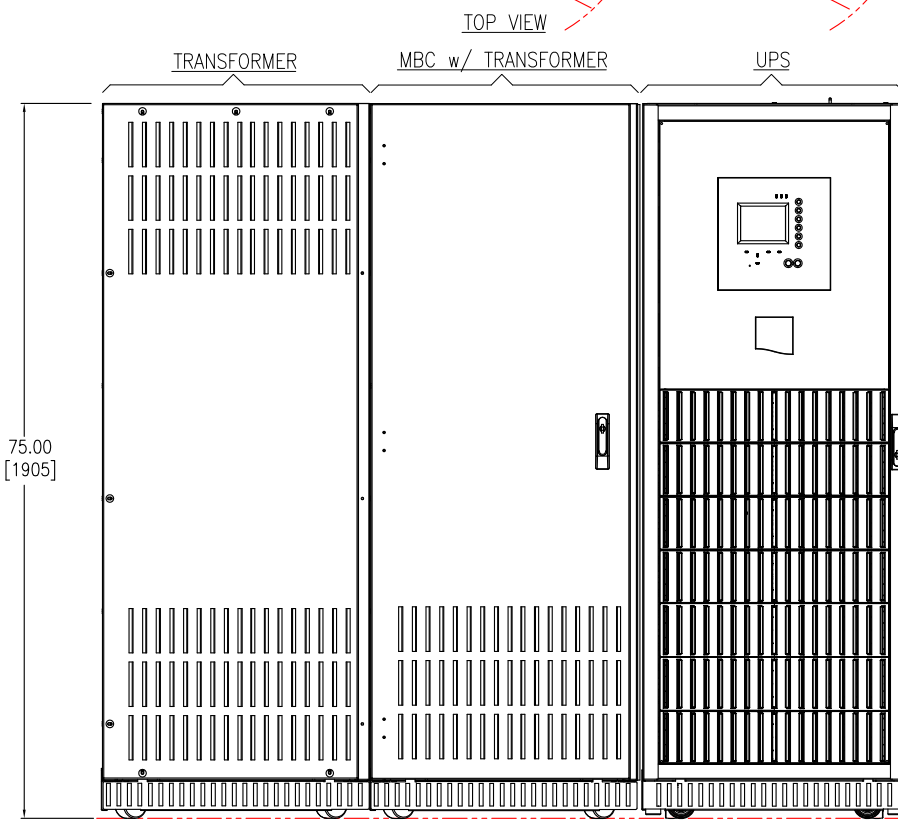 TOP VIEW
TRANSFORMER
MBC w/ TRANSFORMER
UPS
75.00
[1905]